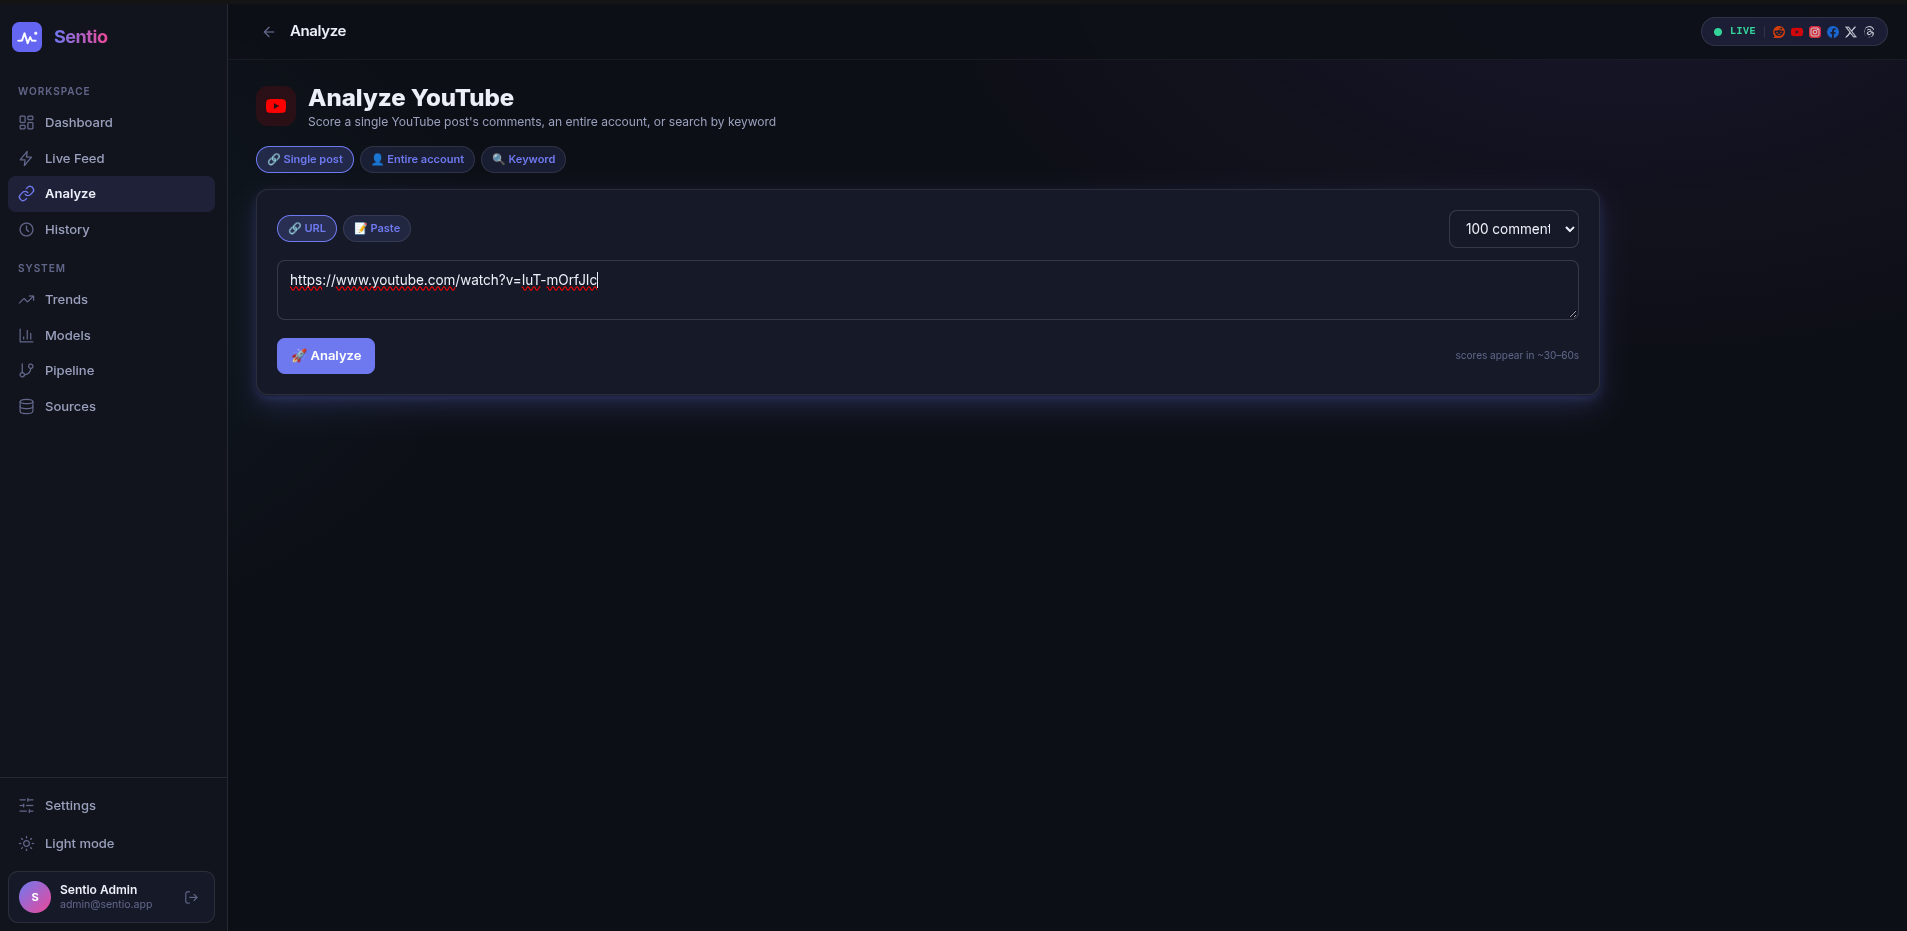 Sentio
WORKSPACE
Dashboard
Live Feed
Analyze
History
SYSTEM
Trends
Models
Pipeline
Sources
Settings
Light mode
S
Sentio Admin
admin@sentio.app
Analyze
LIVE
Analyze YouTube
Score a single YouTube post's comments, an entire account, or search by keyword
Single post
Entire account
Keyword
URL
Paste
100 comment
https://www.youtube.com/watch?v=
Analyze
scores appear in ~30–60s